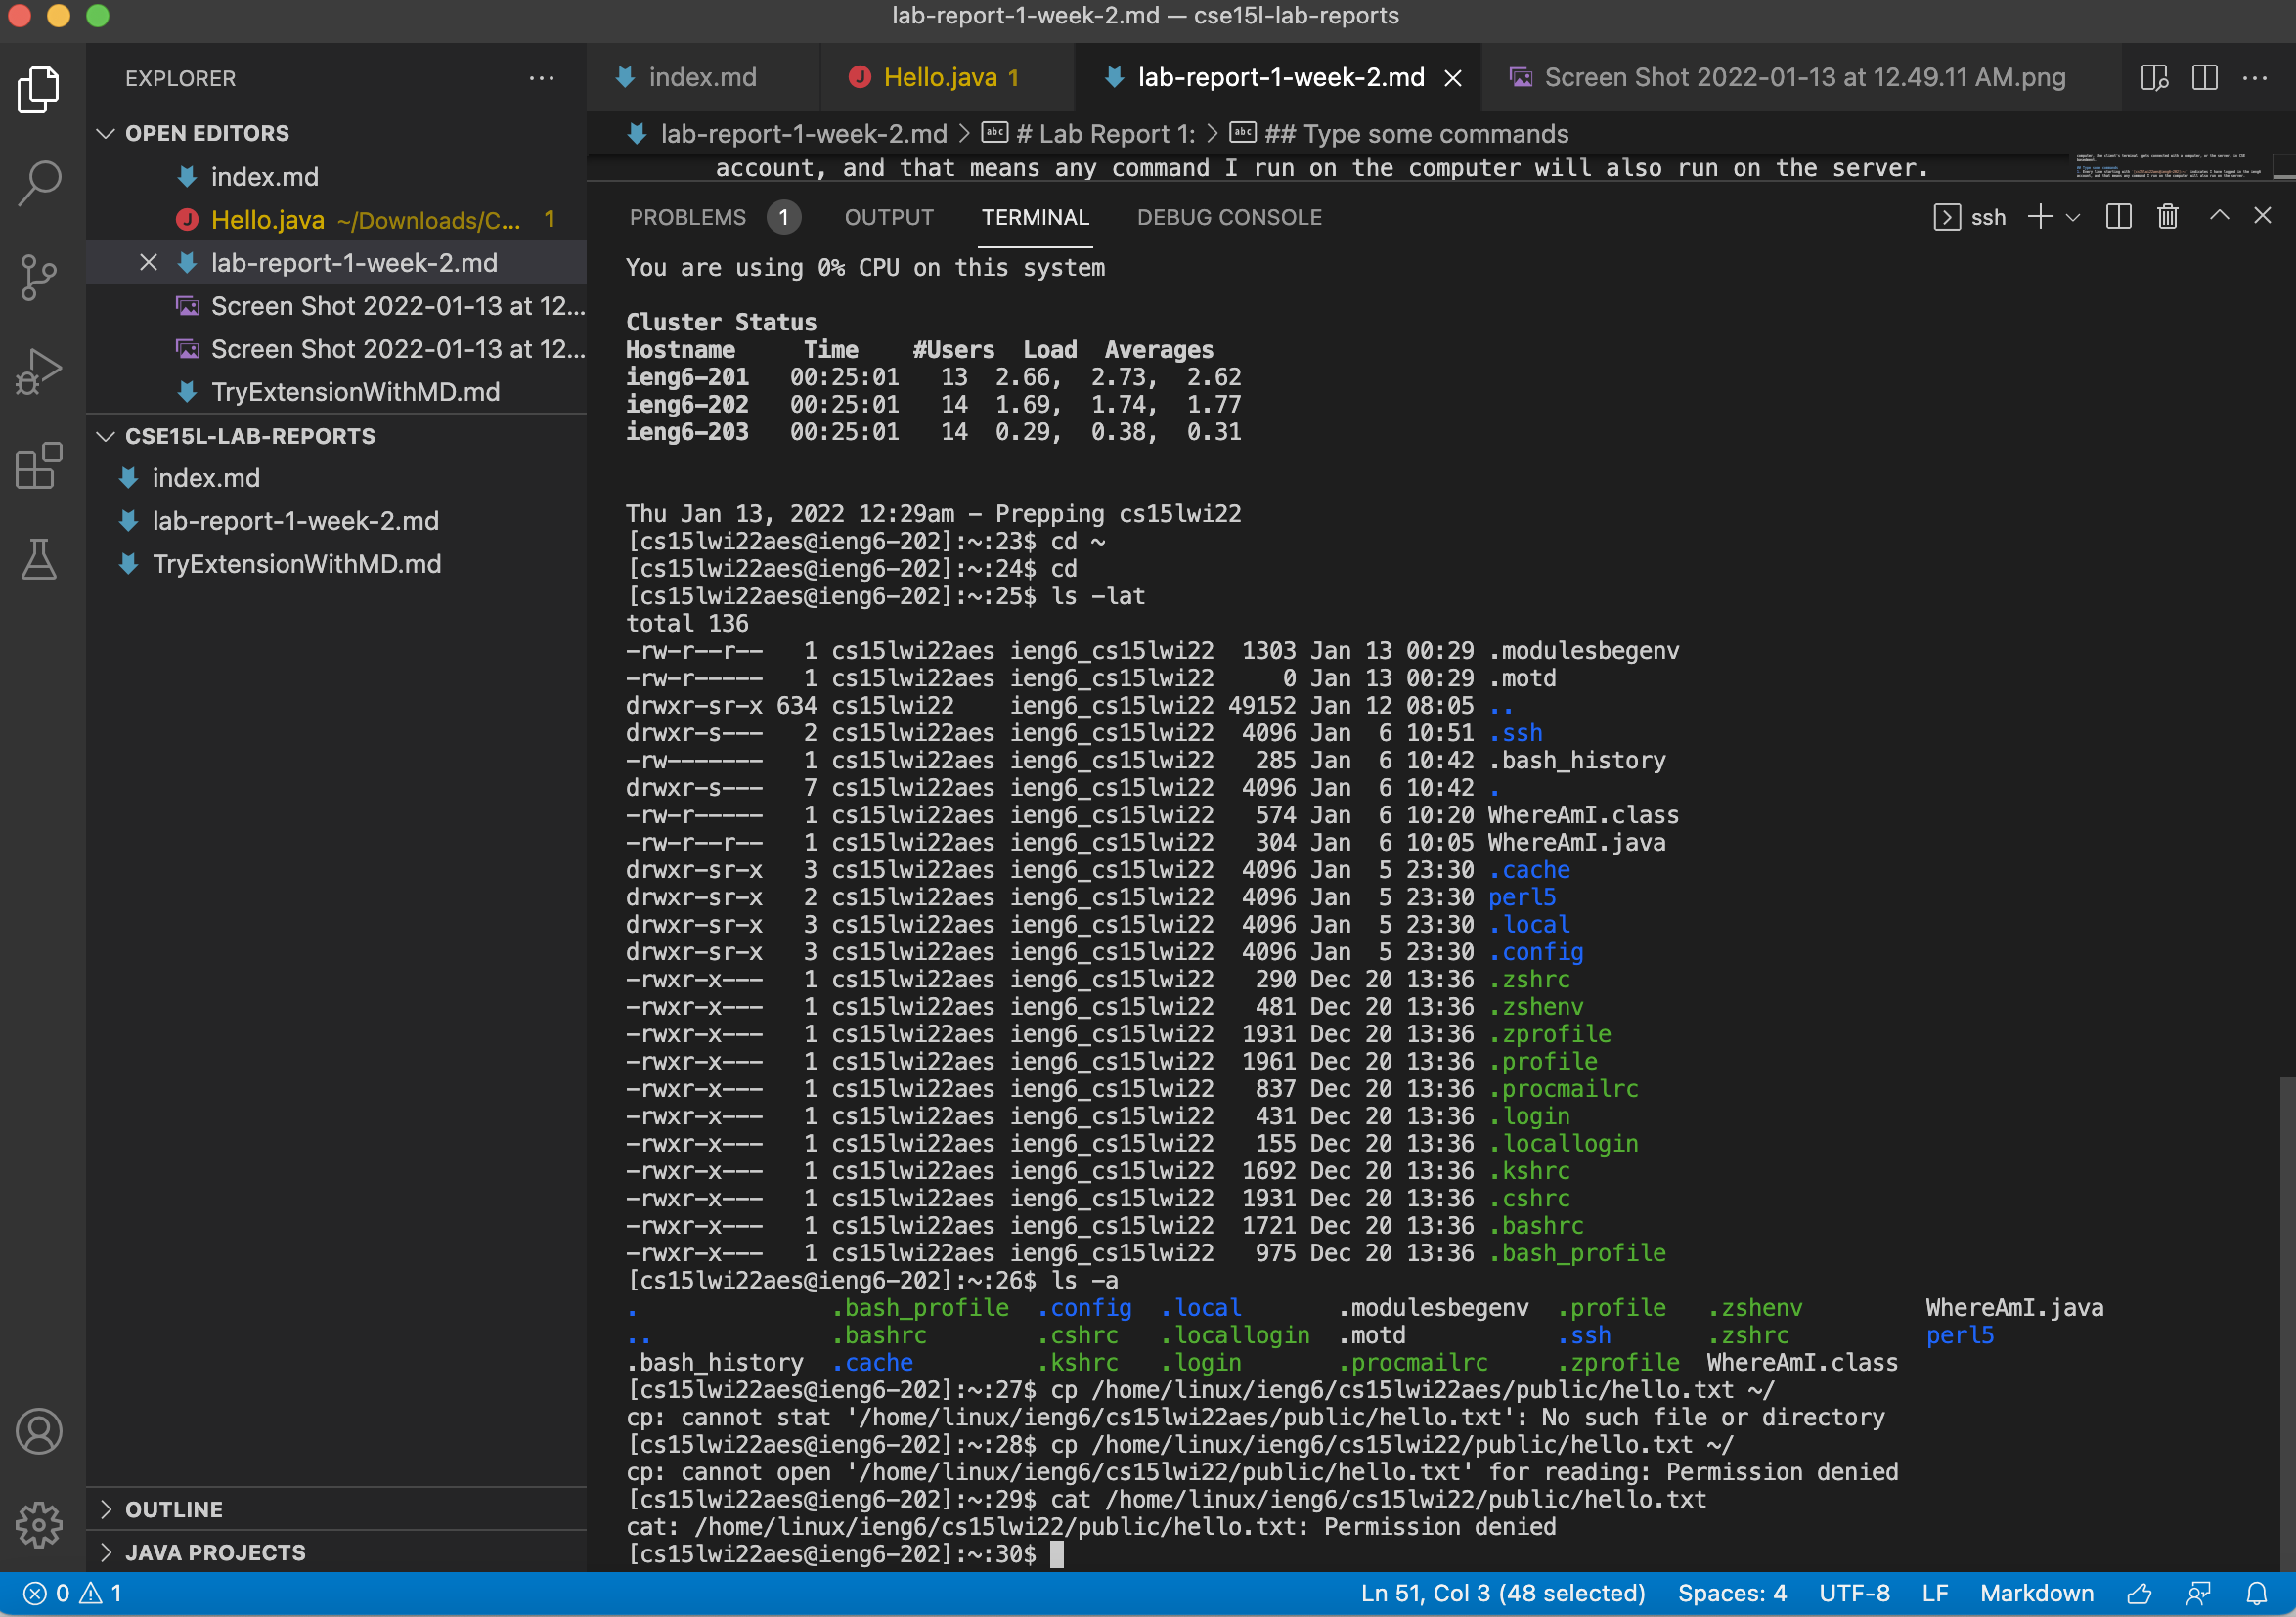 lab-report-1-week-2.md — cse15l-lab-reports
EXPLORER
index.md
Hello.java 1
lab-report-1-week-2.md
Screen Shot 2022-01-13 at 12.49.11 AM.png
OPEN EDITORS
index.md
Hello.java ~/Downloads/C... 1
lab-report-1-week-2.md
Screen Shot 2022-01-13 at 12...
Screen Shot 2022-01-13 at 12...
TryExtensionWithMD.md
CSE15L-LAB-REPORTS
index.md
lab-report-1-week-2.md
TryExtensionWithMD.md
OUTLINE
JAVA PROJECTS
lab-report-1-week-2.md > # Lab Report 1: > ## Type some commands
account, and that means any command I run on the computer will also run on the server.
PROBLEMS 1 OUTPUT TERMINAL DEBUG CONSOLE
ssh
You are using 0% CPU on this system
Cluster Status
Hostname Time #Users Load Averages
ieng6-201 00:25:01 13 2.66, 2.73, 2.62
ieng6-202 00:25:01 14 1.69, 1.74, 1.77
ieng6-203 00:25:01 14 0.29, 0.38, 0.31
Thu Jan 13, 2022 12:29am - Prepping cs15lwi22
[cs15lwi22aes@ieng6-202]:~:23$ cd ~
[cs15lwi22aes@ieng6-202]:~:24$ cd
[cs15lwi22aes@ieng6-202]:~:25$ ls -lat
total 136
-rw-r--r-- 1 cs15lwi22aes ieng6_cs15lwi22 1303 Jan 13 00:29 .modulesbegenv
-rw-r----- 1 cs15lwi22aes ieng6_cs15lwi22 0 Jan 13 00:29 .motd
drwxr-sr-x 634 cs15lwi22 ieng6_cs15lwi22 49152 Jan 12 08:05 ..
drwxr-s--- 2 cs15lwi22aes ieng6_cs15lwi22 4096 Jan 6 10:51 .ssh
-rw------- 1 cs15lwi22aes ieng6_cs15lwi22 285 Jan 6 10:42 .bash_history
drwxr-s--- 7 cs15lwi22aes ieng6_cs15lwi22 4096 Jan 6 10:42 .
-rw-r----- 1 cs15lwi22aes ieng6_cs15lwi22 574 Jan 6 10:20 WhereAmI.class
-rw-r--r-- 1 cs15lwi22aes ieng6_cs15lwi22 304 Jan 6 10:05 WhereAmI.java
drwxr-sr-x 3 cs15lwi22aes ieng6_cs15lwi22 4096 Jan 5 23:30 .cache
drwxr-sr-x 2 cs15lwi22aes ieng6_cs15lwi22 4096 Jan 5 23:30 perl5
drwxr-sr-x 3 cs15lwi22aes ieng6_cs15lwi22 4096 Jan 5 23:30 .local
drwxr-sr-x 3 cs15lwi22aes ieng6_cs15lwi22 4096 Jan 5 23:30 .config
-rwxr-x--- 1 cs15lwi22aes ieng6_cs15lwi22 290 Dec 20 13:36 .zshrc
-rwxr-x--- 1 cs15lwi22aes ieng6_cs15lwi22 481 Dec 20 13:36 .zshenv
-rwxr-x--- 1 cs15lwi22aes ieng6_cs15lwi22 1931 Dec 20 13:36 .zprofile
-rwxr-x--- 1 cs15lwi22aes ieng6_cs15lwi22 1961 Dec 20 13:36 .profile
-rwxr-x--- 1 cs15lwi22aes ieng6_cs15lwi22 837 Dec 20 13:36 .procmailrc
-rwxr-x--- 1 cs15lwi22aes ieng6_cs15lwi22 431 Dec 20 13:36 .login
-rwxr-x--- 1 cs15lwi22aes ieng6_cs15lwi22 155 Dec 20 13:36 .locallogin
-rwxr-x--- 1 cs15lwi22aes ieng6_cs15lwi22 1692 Dec 20 13:36 .kshrc
-rwxr-x--- 1 cs15lwi22aes ieng6_cs15lwi22 1931 Dec 20 13:36 .cshrc
-rwxr-x--- 1 cs15lwi22aes ieng6_cs15lwi22 1721 Dec 20 13:36 .bashrc
-rwxr-x--- 1 cs15lwi22aes ieng6_cs15lwi22 975 Dec 20 13:36 .bash_profile
[cs15lwi22aes@ieng6-202]:~:26$ ls -a
. .bash_profile .config .local .modulesbegenv .profile .zshenv WhereAmI.java
.. .bashrc .cshrc .locallogin .motd .ssh .zshrc perl5
.bash_history .cache .kshrc .login .procmailrc .zprofile WhereAmI.class
[cs15lwi22aes@ieng6-202]:~:27$ cp /home/linux/ieng6/cs15lwi22aes/public/hello.txt ~/
cp: cannot stat '/home/linux/ieng6/cs15lwi22aes/public/hello.txt': No such file or directory
[cs15lwi22aes@ieng6-202]:~:28$ cp /home/linux/ieng6/cs15lwi22/public/hello.txt ~/
cp: cannot open '/home/linux/ieng6/cs15lwi22/public/hello.txt' for reading: Permission denied
[cs15lwi22aes@ieng6-202]:~:29$ cat /home/linux/ieng6/cs15lwi22/public/hello.txt
cat: /home/linux/ieng6/cs15lwi22/public/hello.txt: Permission denied
[cs15lwi22aes@ieng6-202]:~:30$
0 1 Ln 51, Col 3 (48 selected) Spaces: 4 UTF-8 LF Markdown